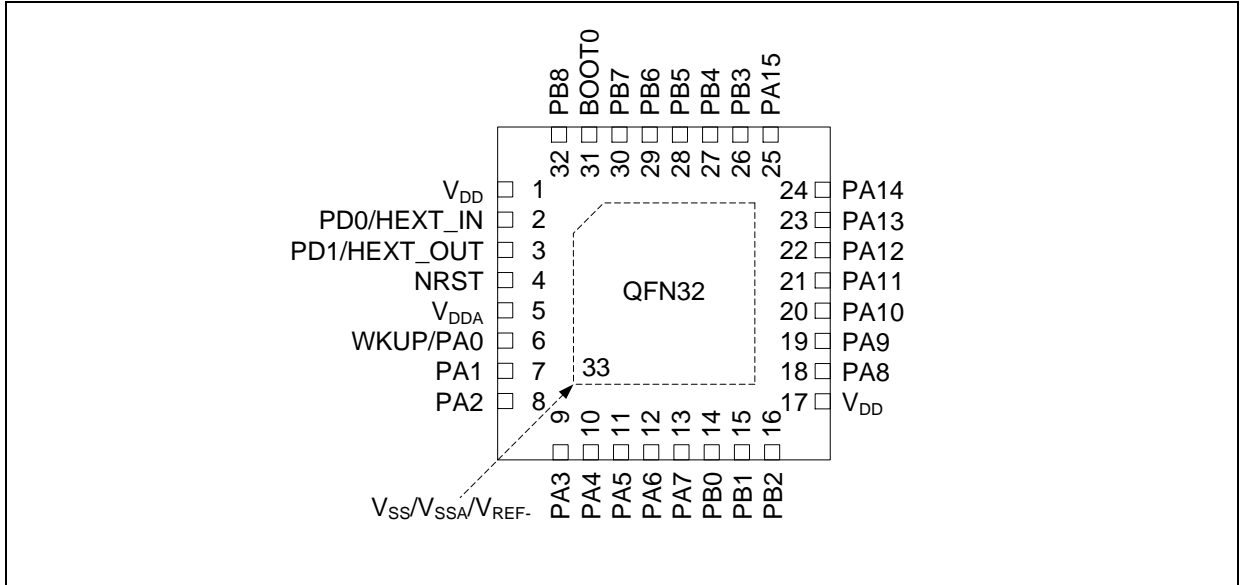 PB8
BOOT0
PB7
PB6
PB5
PB4
PB3
PA15
32
31
30
29
28
27
26
25
VDD 1
PD0/HEXT_IN 2
PD1/HEXT_OUT 3
NRST 4
VDDA 5
WKUP/PA0 6
PA1 7
PA2 8
24 PA14
23 PA13
22 PA12
21 PA11
20 PA10
19 PA9
18 PA8
17 VDD
QFN32
33
9
10
11
12
13
14
15
16
PA3
PA4
PA5
PA6
PA7
PB0
PB1
PB2
VSS/VSSA/VREF-